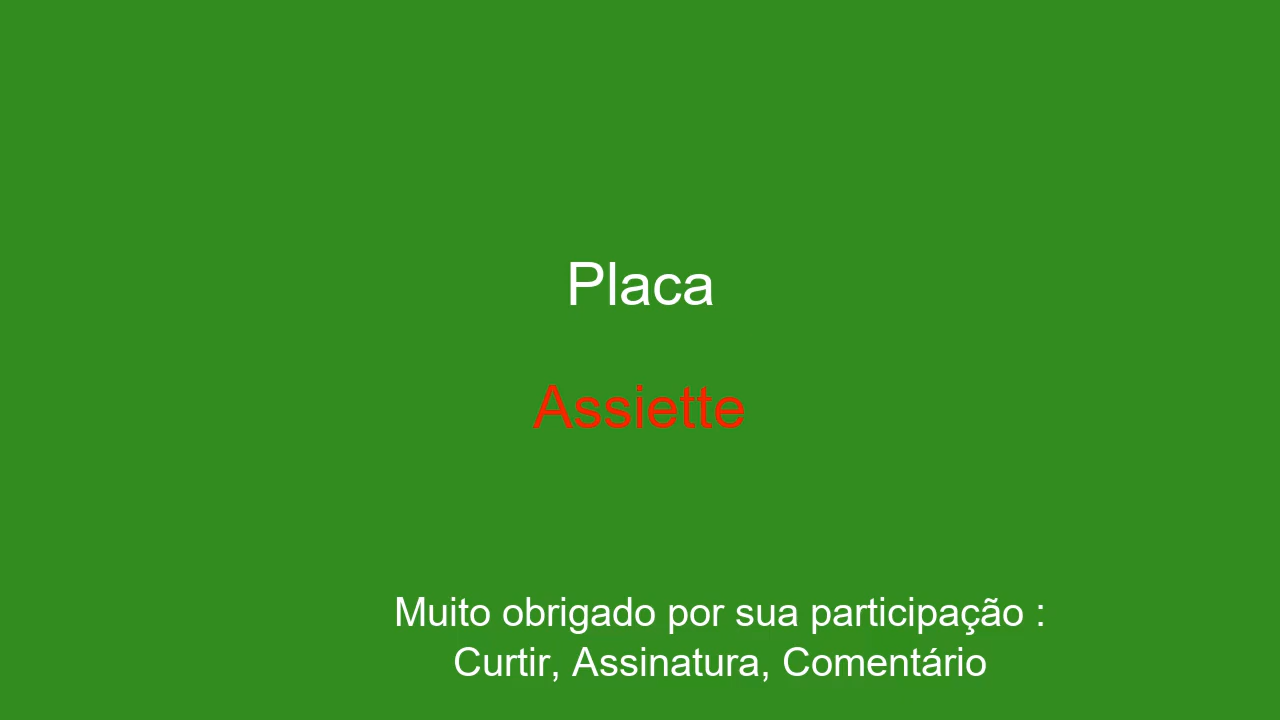 Placa
Assiette
Muito obrigado por sua participação :
Curtir, Assinatura, Comentário